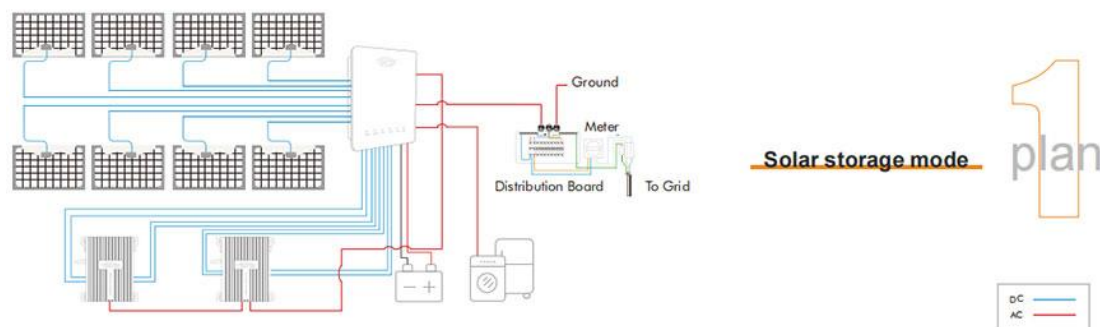 Ground
Meter
Distribution Board
To Grid
Solar storage mode
1
plan
DC
AC